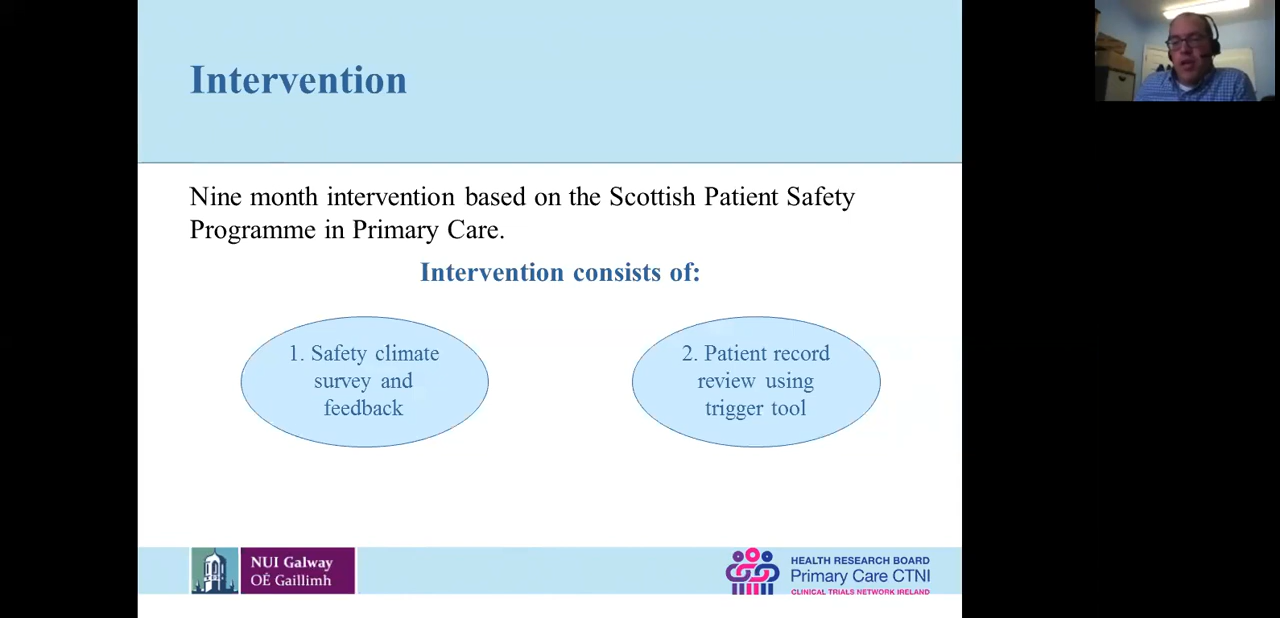 Intervention
Nine month intervention based on the Scottish Patient Safety
Programme in Primary Care.
Intervention consists of:
1. Safety climate
survey and
feedback
2. Patient record
review using
trigger tool
NUI Galway
OÉ Gaillimh
HEALTH RESEARCH BOARD
Primary Care CTNI
CLINICAL TRIALS NETWORK IRELAND